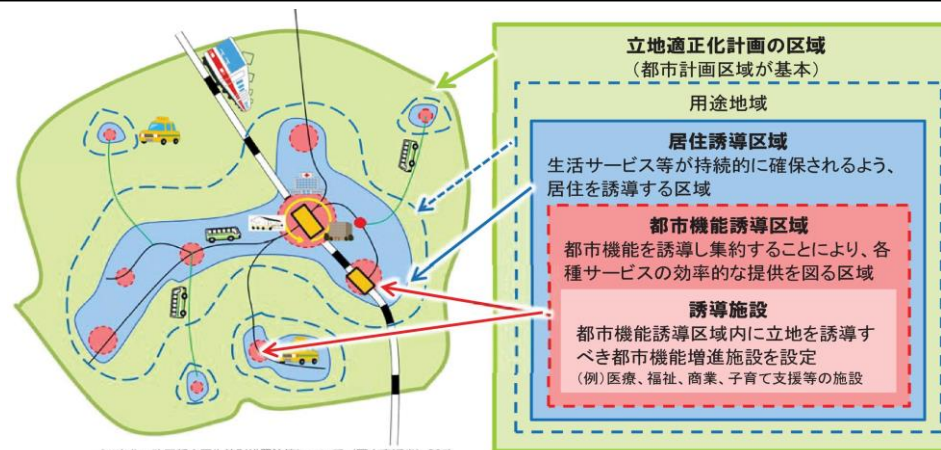 立地適正化計画の区域
(都市計画区域が基本)
用途地域
居住誘導区域
生活サービス等が持続的に確保されるよう、
居住を誘導する区域
都市機能誘導区域
都市機能を誘導し集約することにより、各
種サービスの効率的な提供を図る区域
誘導施設
都市機能誘導区域内に立地を誘導す
べき都市機能増進施設を設定
(例)医療、福祉、商業、子育て支援等の施設